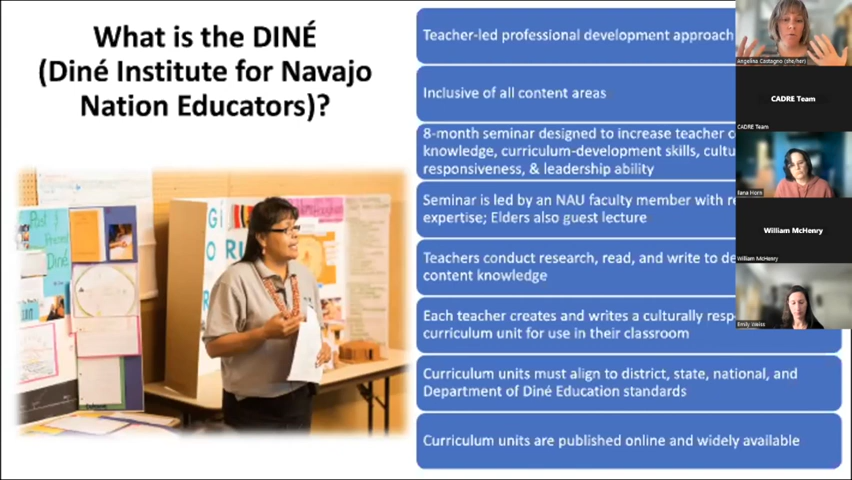 What is the DINÉ
(Diné Institute for Navajo
Nation Educators)?
Teacher-led professional development approach
Inclusive of all content areas
8-month seminar designed to increase teacher
knowledge, curriculum-development skills,
responsiveness, & leadership ability
Seminar is led by an NAU faculty member with
expertise; Elders also guest lecture
Teachers conduct research, read, and write to
content knowledge
Each teacher creates and writes a culturally
curriculum unit for use in their classroom
Curriculum units must align to district, state, national, and
Department of Diné Education standards
Curriculum units are published online and widely available
Angelina Castagno (she/her)
CADRE Team
CADRE Team
Ilana Horn
William McHenry
William McHenry
Emily Weiss
Past &
Present
Diné